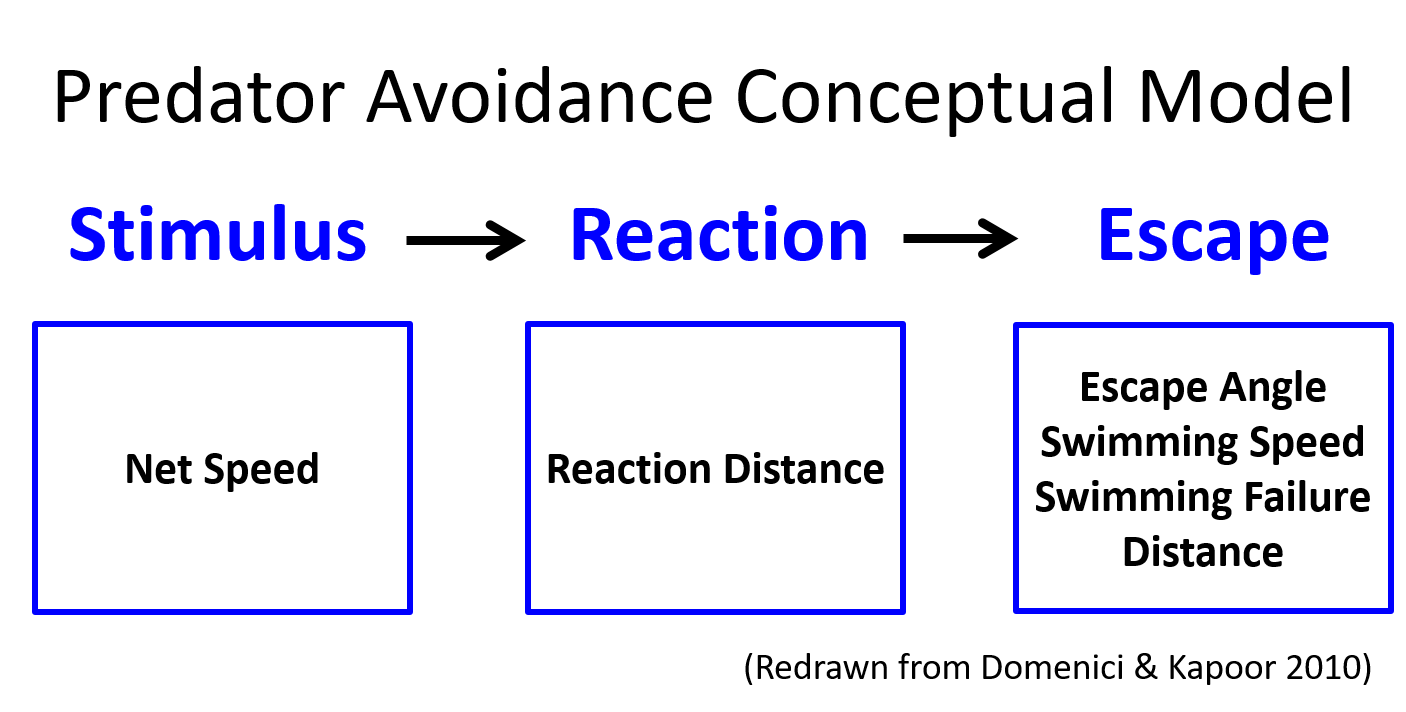 Predator Avoidance Conceptual Model
Stimulus → Reaction → Escape
Net Speed
Reaction Distance
Escape Angle
Swimming Speed
Swimming Failure
Distance
(Redrawn from Domenici & Kapoor 2010)